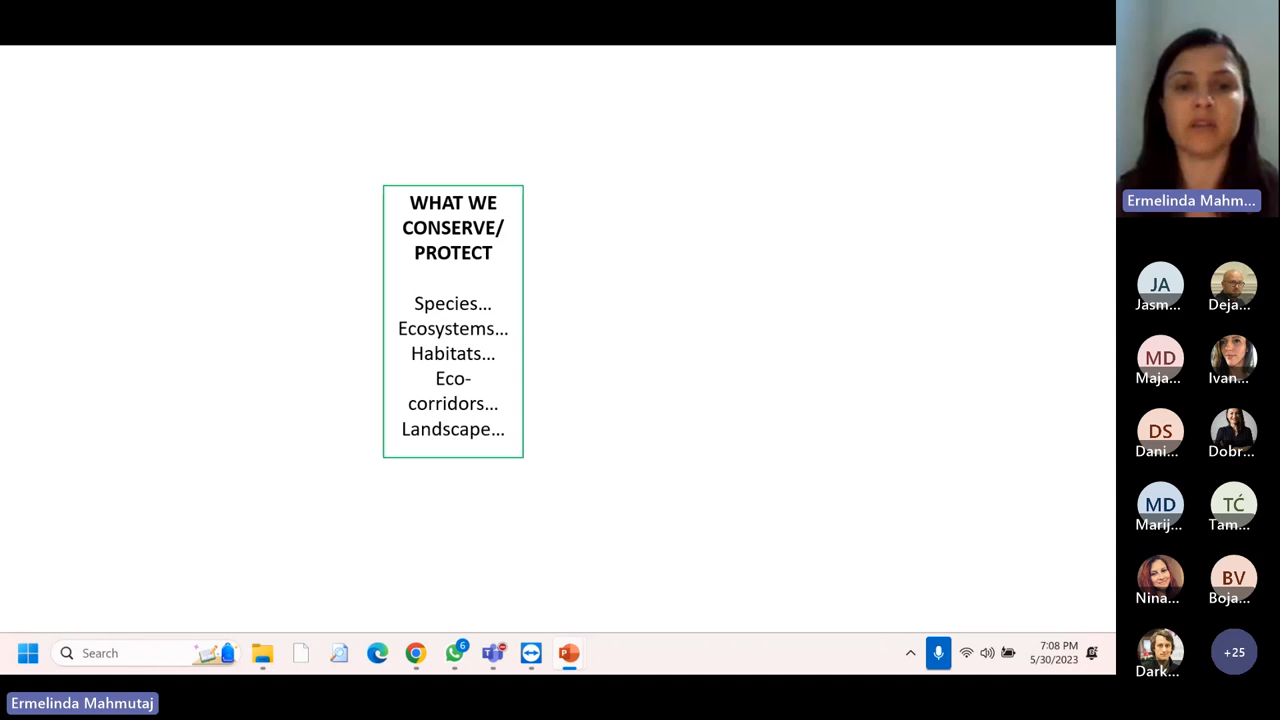 WHAT WE
CONSERVE/
PROTECT
Species...
Ecosystems...
Habitats...
Eco-
corridors...
Landscape...
Ermelinda Mahm...
JA
Jasm...
Deja...
MD
Maja...
Ivan...
DS
Dani...
Dobr...
MD
Marij...
TĆ
Tam...
Nina...
BV
Boja...
Dark...
+25
Search
6
7:08 PM
5/30/2023
Ermelinda Mahmutaj